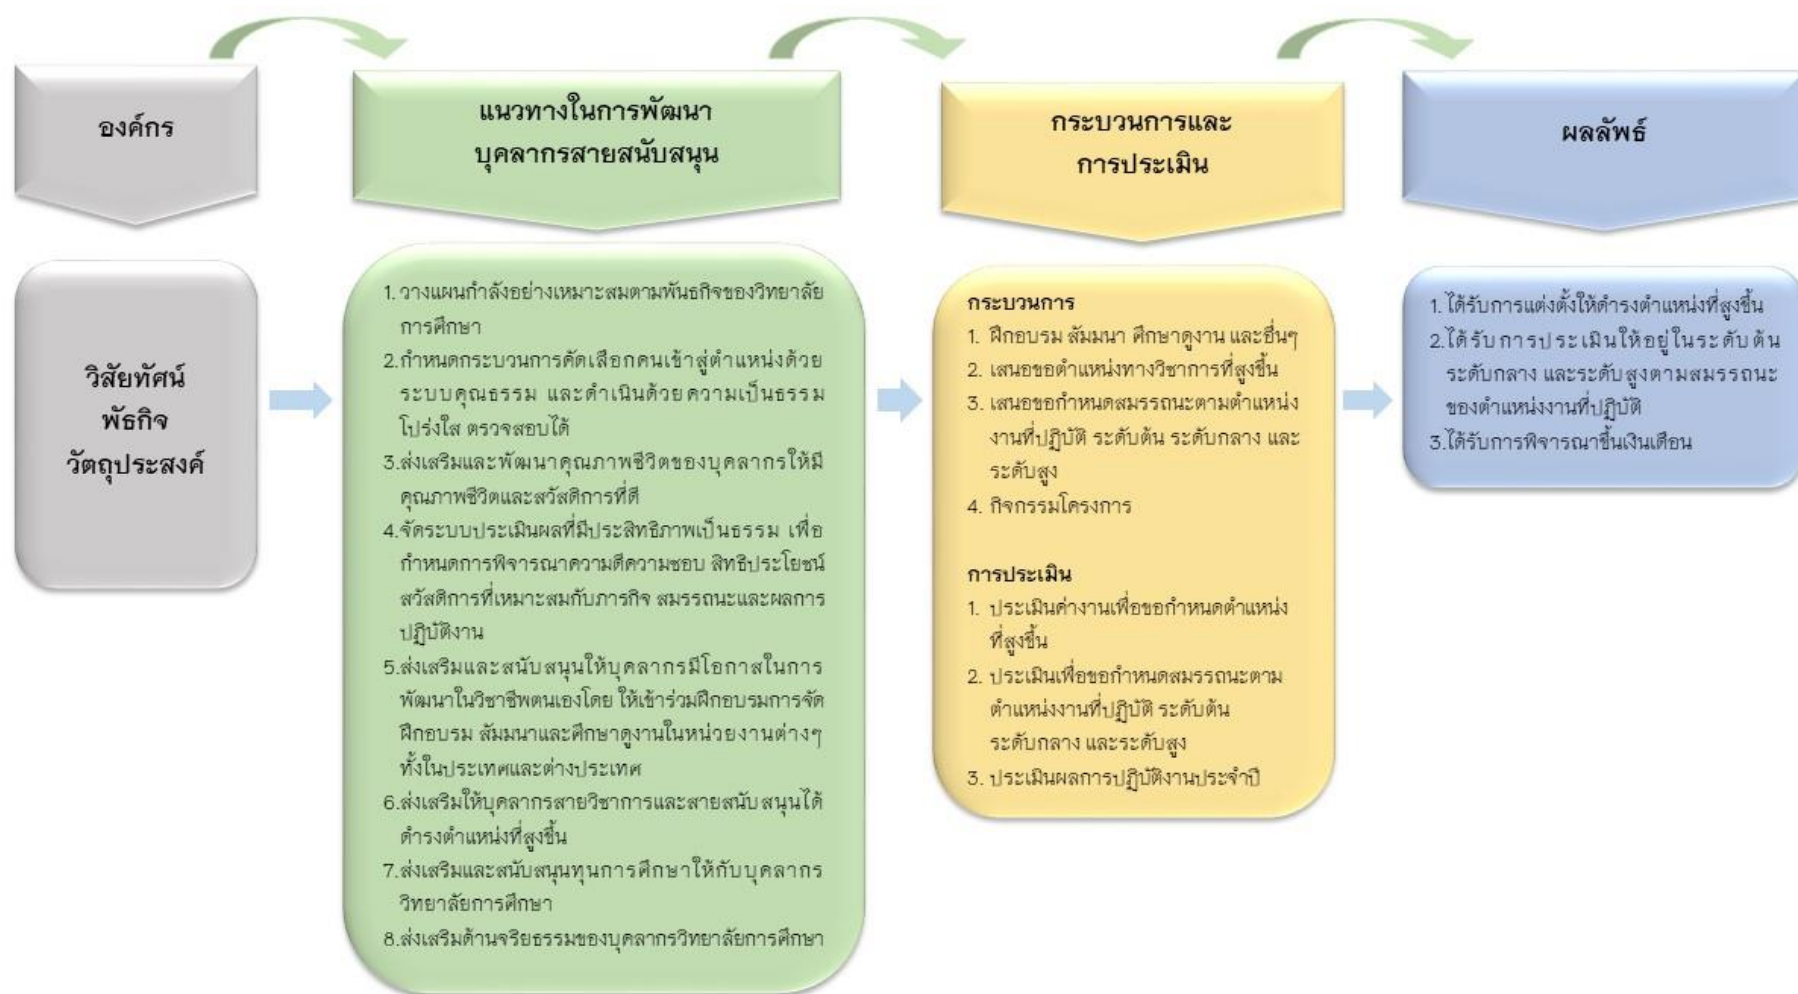 องค์กร
วิสัยทัศน์
พัธกิจ
วัตถุประสงค์
แนวทางในการพัฒนา
บุคลากรสายสนับสนุน
1. วางแผนกำลังอย่างเหมาะสมตามพันธกิจของวิทยาลัย
การศึกษา
2.กำหนดกระบวนการคัดเลือกคนเข้าสู่ตำแหน่งด้วย
ระบบคุณธรรม และดำเนินด้วยความเป็นธรรม
โปร่งใส ตรวจสอบได้
3.ส่งเสริมและพัฒนาคุณภาพชีวิตของบุคลากรให้มี
คุณภาพชีวิตและสวัสดิการที่ดี
4.จัดระบบประเมินผลที่มีประสิทธิภาพเป็นธรรม เพื่อ
กำหนดการพิจารณาความดีความชอบ สิทธิประโยชน์
สวัสดิการที่เหมาะสมกับภารกิจ สมรรถนะและผลการ
ปฏิบัติงาน
5.ส่งเสริมและสนับสนุนให้บุคลากรมีโอกาสในการ
พัฒนาในวิชาชีพตนเองโดย ให้เข้าร่วมฝึกอบรมการจัด
ฝึกอบรม สัมมนาและศึกษาดูงานในหน่วยงานต่างๆ
ทั้งในประเทศและต่างประเทศ
6.ส่งเสริมให้บุคลากรสายวิชาการและสายสนับสนุนได้
ดำรงตำแหน่งที่สูงขึ้น
7.ส่งเสริมและสนับสนุนทุนการศึกษาให้กับบุคลากร
วิทยาลัยการศึกษา
8.ส่งเสริมด้านจริยธรรมของบุคลากรวิทยาลัยการศึกษา
กระบวนการและ
การประเมิน
กระบวนการ
1. ฝึกอบรม สัมมนา ศึกษาดูงาน และอื่นๆ
2. เสนอขอตำแหน่งทางวิชาการที่สูงขึ้น
3. เสนอขอกำหนดสมรรถนะตามตำแหน่ง
งานที่ปฏิบัติ ระดับต้น ระดับกลาง และ
ระดับสูง
4. กิจกรรมโครงการ
การประเมิน
1. ประเมินค่างานเพื่อขอกำหนดตำแหน่ง
ที่สูงขึ้น
2. ประเมินเพื่อขอกำหนดสมรรถนะตาม
ตำแหน่งงานที่ปฏิบัติ ระดับต้น
ระดับกลาง และระดับสูง
3. ประเมินผลการปฏิบัติงานประจำปี
ผลลัพธ์
1. ได้รับการแต่งตั้งให้ดำรงตำแหน่งที่สูงขึ้น
2.ได้รับการประเมินให้อยู่ในระดับต้น
ระดับกลาง และระดับสูงตามสมรรถนะ
ของตำแหน่งงานที่ปฏิบัติ
3.ได้รับการพิจารณาขึ้นเงินเดือน